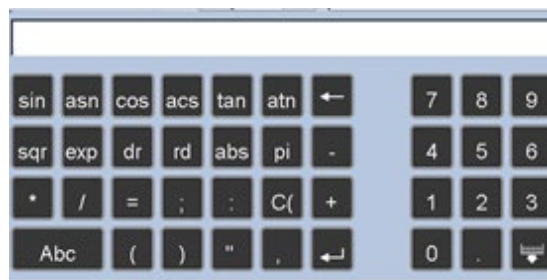 sin asn cos acs tan atn ← 7 8 9
sqr exp dr rd abs pi - 4 5 6
* / = ; : C( + 1 2 3
Abc ( ) " , ↵ 0 .